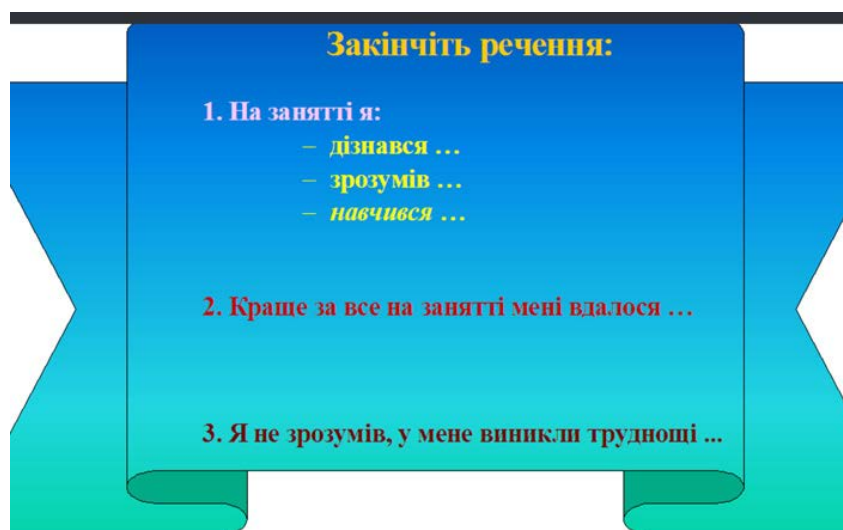 Закінчіть речення:
1. На занятті я:
– дізнався …
– зрозумів …
– навчився …
2. Краще за все на занятті мені вдалося …
3. Я не зрозумів, у мене виникли труднощі ...